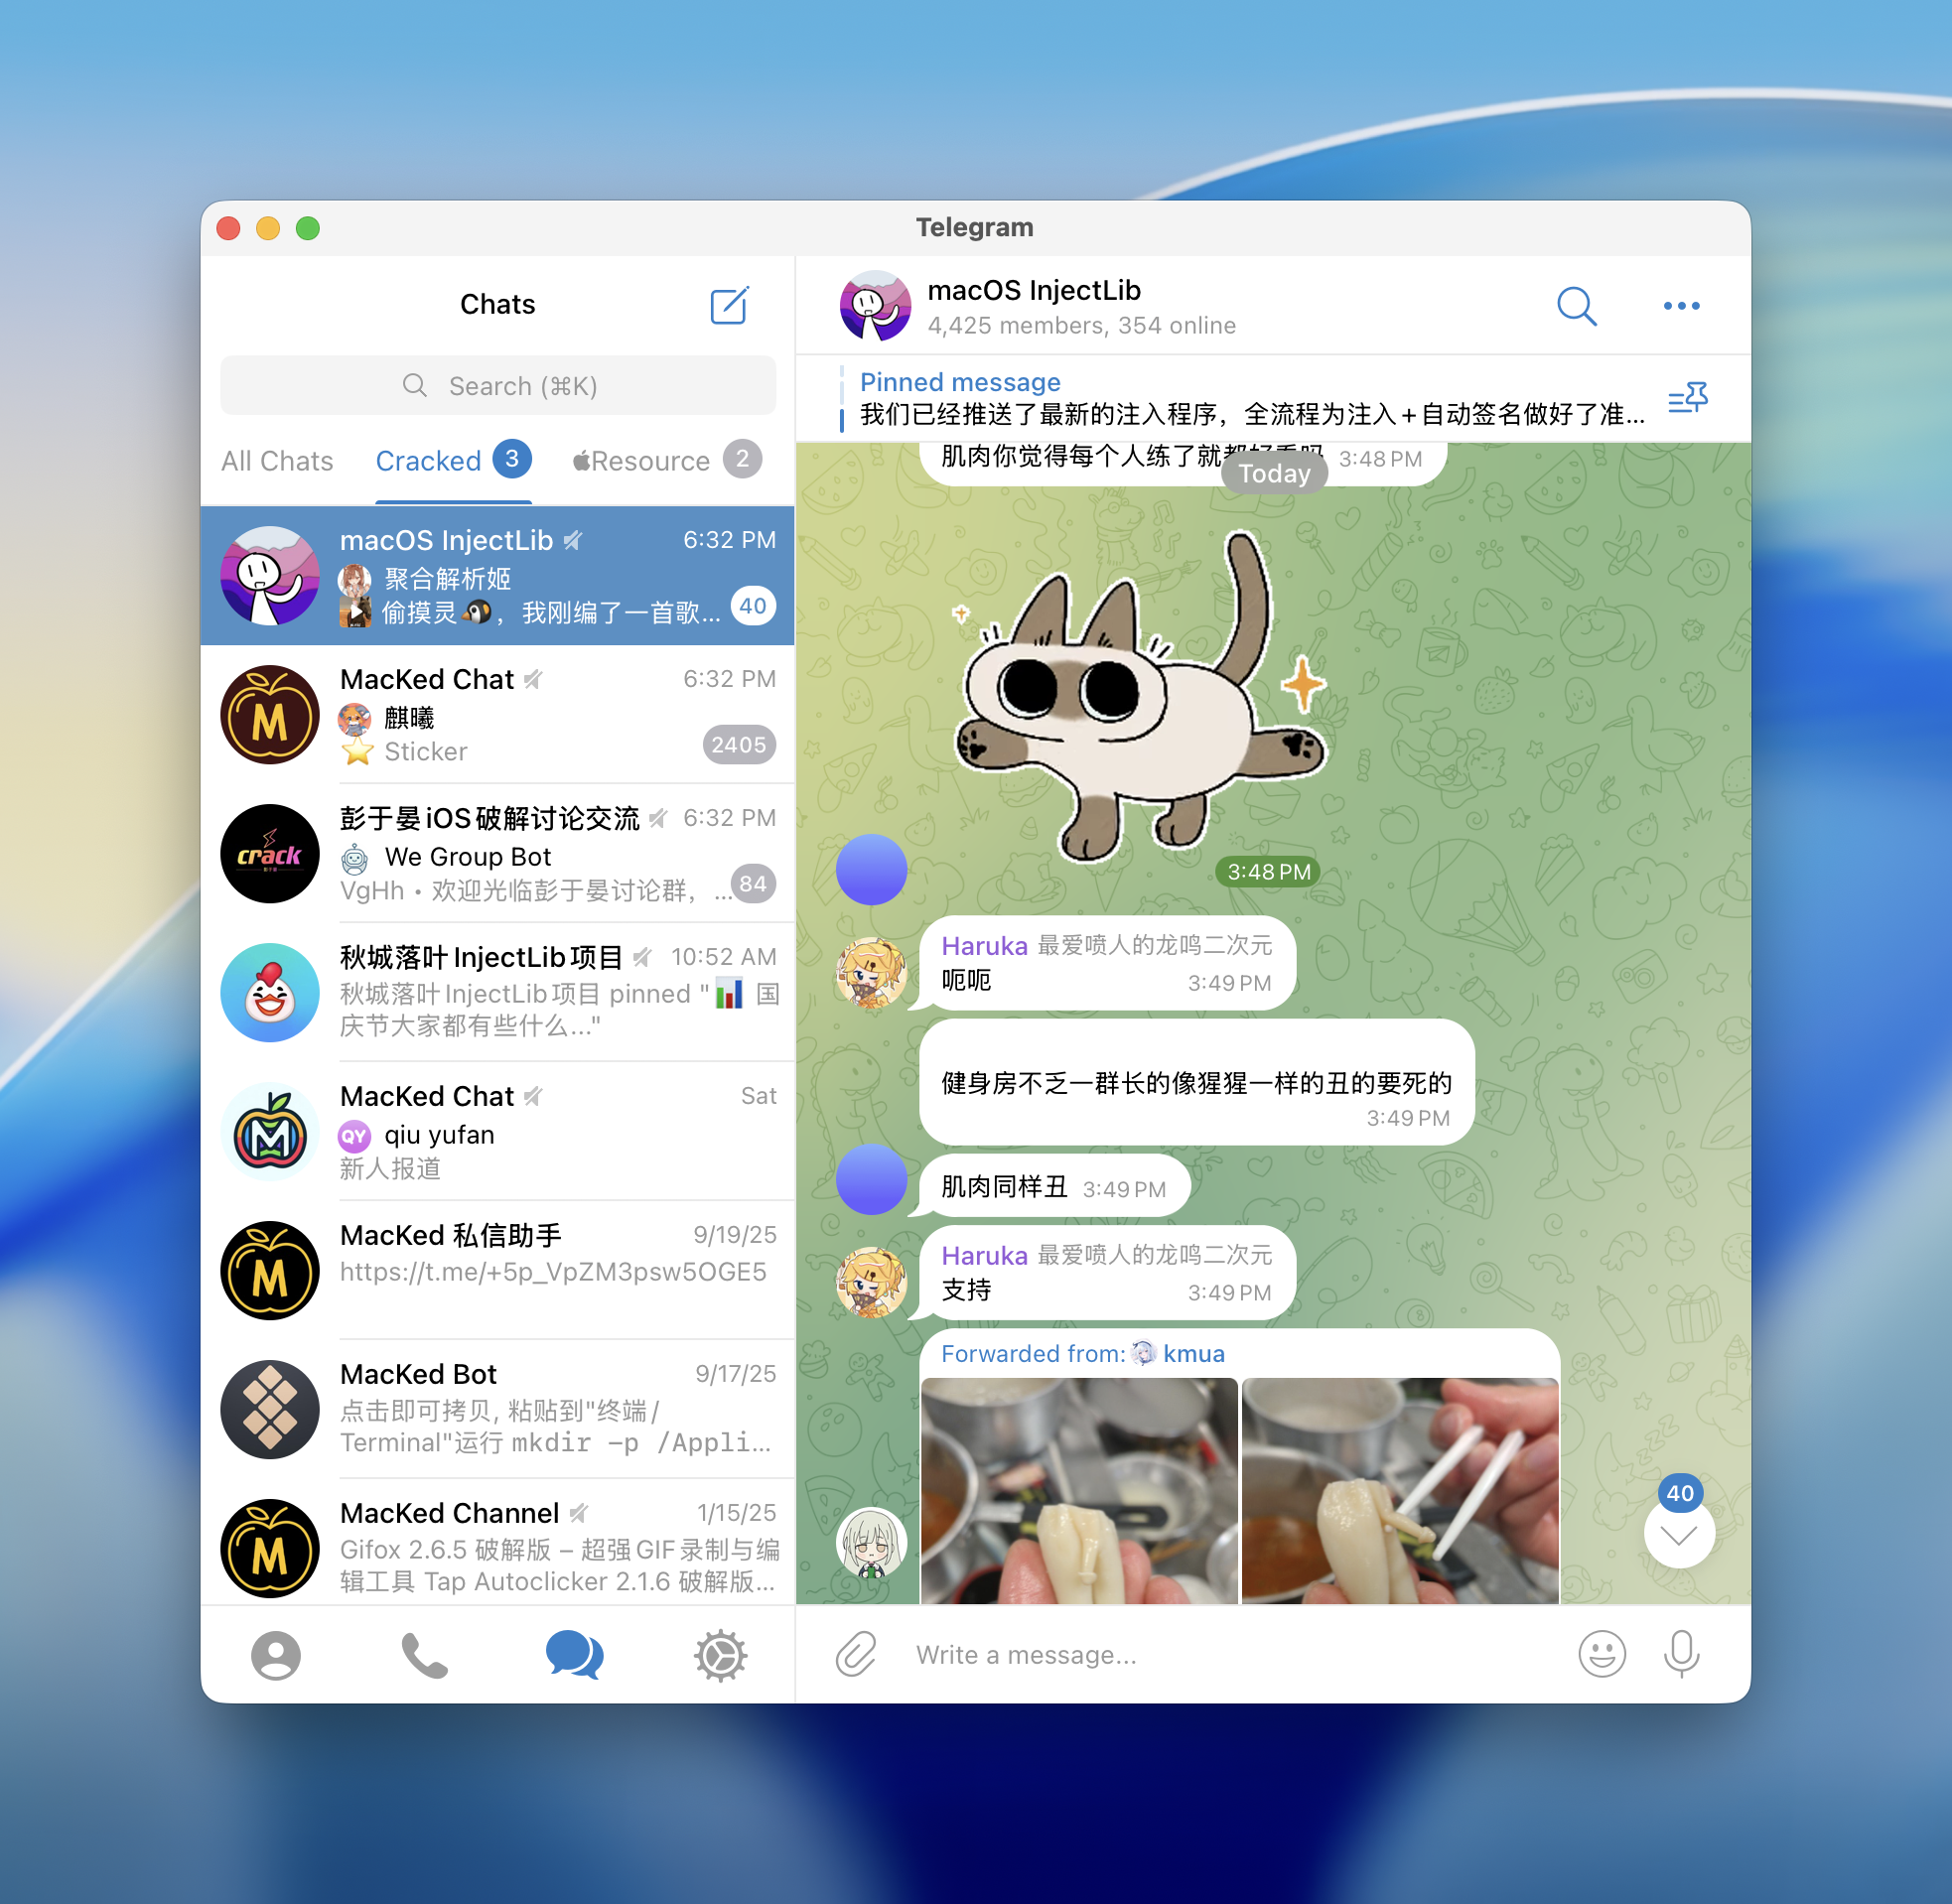 Telegram
Chats
Search (⌘K)
All Chats
Cracked 3
Resource 2
macOS InjectLib 6:32 PM
聚合解析姬
偷摸灵🐧，我刚编了一首歌... 40
MacKed Chat 6:32 PM
M
麒曦
⭐ Sticker 2405
彭于晏iOS破解讨论交流 6:32 PM
crack
We Group Bot
VgHh • 欢迎光临彭于晏讨论群，... 84
秋城落叶InjectLib项目 10:52 AM
秋城落叶InjectLib项目 pinned "📊 国
庆节大家都有些什么..."
MacKed Chat Sat
M
QY qiu yufan
新人报道
MacKed 私信助手 9/19/25
M
https://t.me/+5p_VpZM3psw5OGE5
MacKed Bot 9/17/25
点击即可拷贝, 粘贴到"终端/
Terminal"运行 mkdir -p /Appli...
MacKed Channel 1/15/25
M
Gifox 2.6.5 破解版 – 超强GIF录制与编
辑工具 Tap Autoclicker 2.1.6 破解版...
macOS InjectLib
4,425 members, 354 online
Pinned message
我们已经推送了最新的注入程序，全流程为注入+自动签名做好了准...
肌肉你觉得每个人练了就都好看吗 3:48 PM
Today
3:48 PM
Haruka 最爱喷人的龙鸣二次元
呃呃 3:49 PM
健身房不乏一群长的像猩猩一样的丑的要死的
3:49 PM
肌肉同样丑 3:49 PM
Haruka 最爱喷人的龙鸣二次元
支持 3:49 PM
Forwarded from: kmua
40
Write a message...